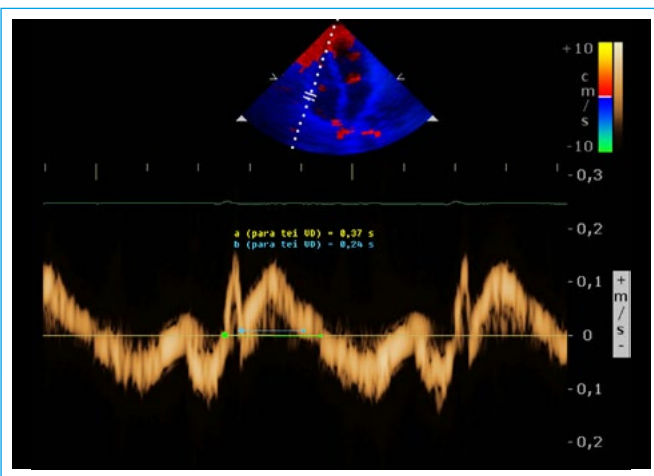 +10
c
m
/
s
-10
- 0,3
- 0,2
a (para tei VD) = 0,37 s
b (para tei VD) = 0,24 s
- 0,1
+
m
/
s
-
- 0
- 0,1
- 0,2